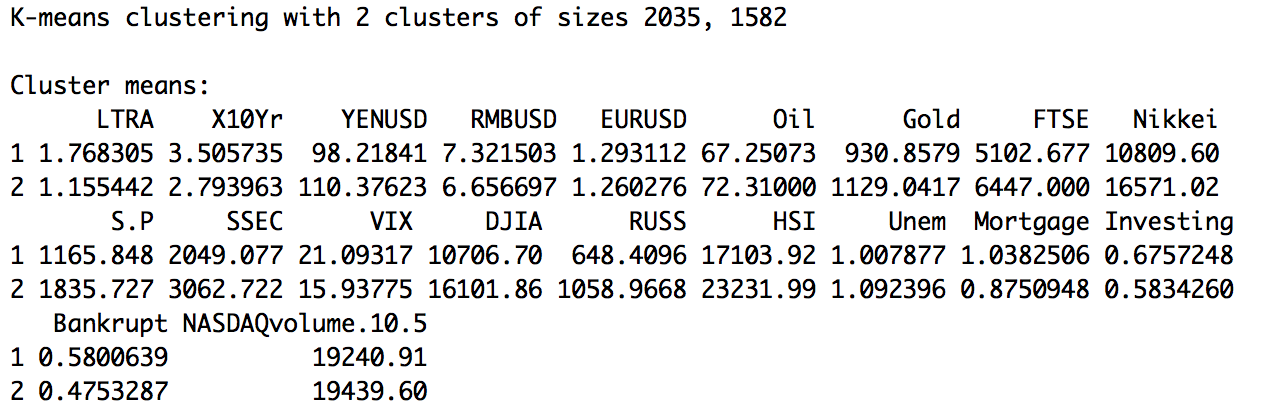 K-means clustering with 2 clusters of sizes 2035, 1582
Cluster means:
      LTRA    X10Yr    YENUSD   RMBUSD   EURUSD      Oil      Gold     FTSE   Nikkei
1 1.768305 3.505735  98.21841 7.321503 1.293112 67.25073  930.8579 5102.677 10809.60
2 1.155442 2.793963 110.37623 6.656697 1.260276 72.31000 1129.0417 6447.000 16571.02
       S.P     SSEC      VIX     DJIA      RUSS      HSI     Unem  Mortgage Investing
1 1165.848 2049.077 21.09317 10706.70  648.4096 17103.92 1.007877 1.0382506 0.6757248
2 1835.727 3062.722 15.93775 16101.86 1058.9668 23231.99 1.092396 0.8750948 0.5834260
   Bankrupt NASDAQvolume.10.5
1 0.5800639          19240.91
2 0.4753287          19439.60